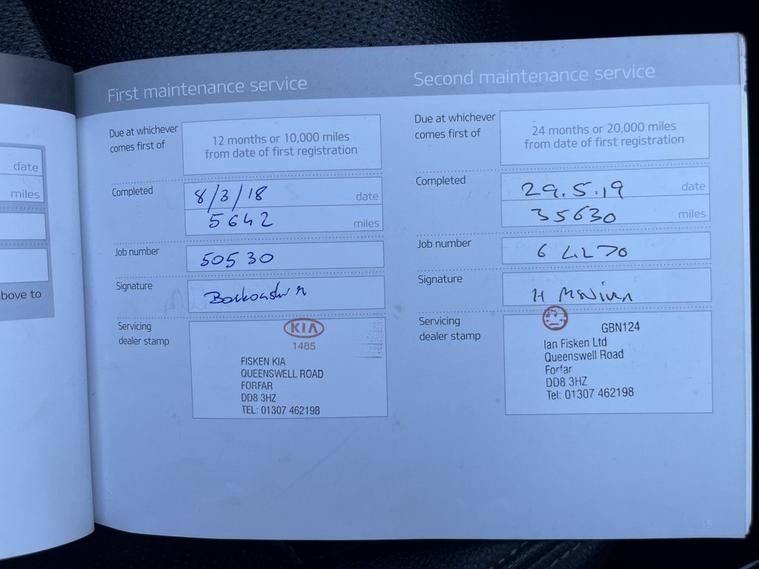 date
miles
bove to
First maintenance service
Due at whichever
comes first of
12 months or 10,000 miles
from date of first registration
Completed
8/3/18 date
5642 miles
Job number
50530
Signature
Servicing
dealer stamp
KIA
1485
FISKEN KIA
QUEENSWELL ROAD
FORFAR
DD8 3HZ
TEL: 01307 462198
Second maintenance service
Due at whichever
comes first of
24 months or 20,000 miles
from date of first registration
Completed
29.5.19 date
35630 miles
Job number
Signature
Servicing
dealer stamp
GBN124
Ian Fisken Ltd
Queenswell Road
Forfar
DD8 3HZ
Tel: 01307 462198